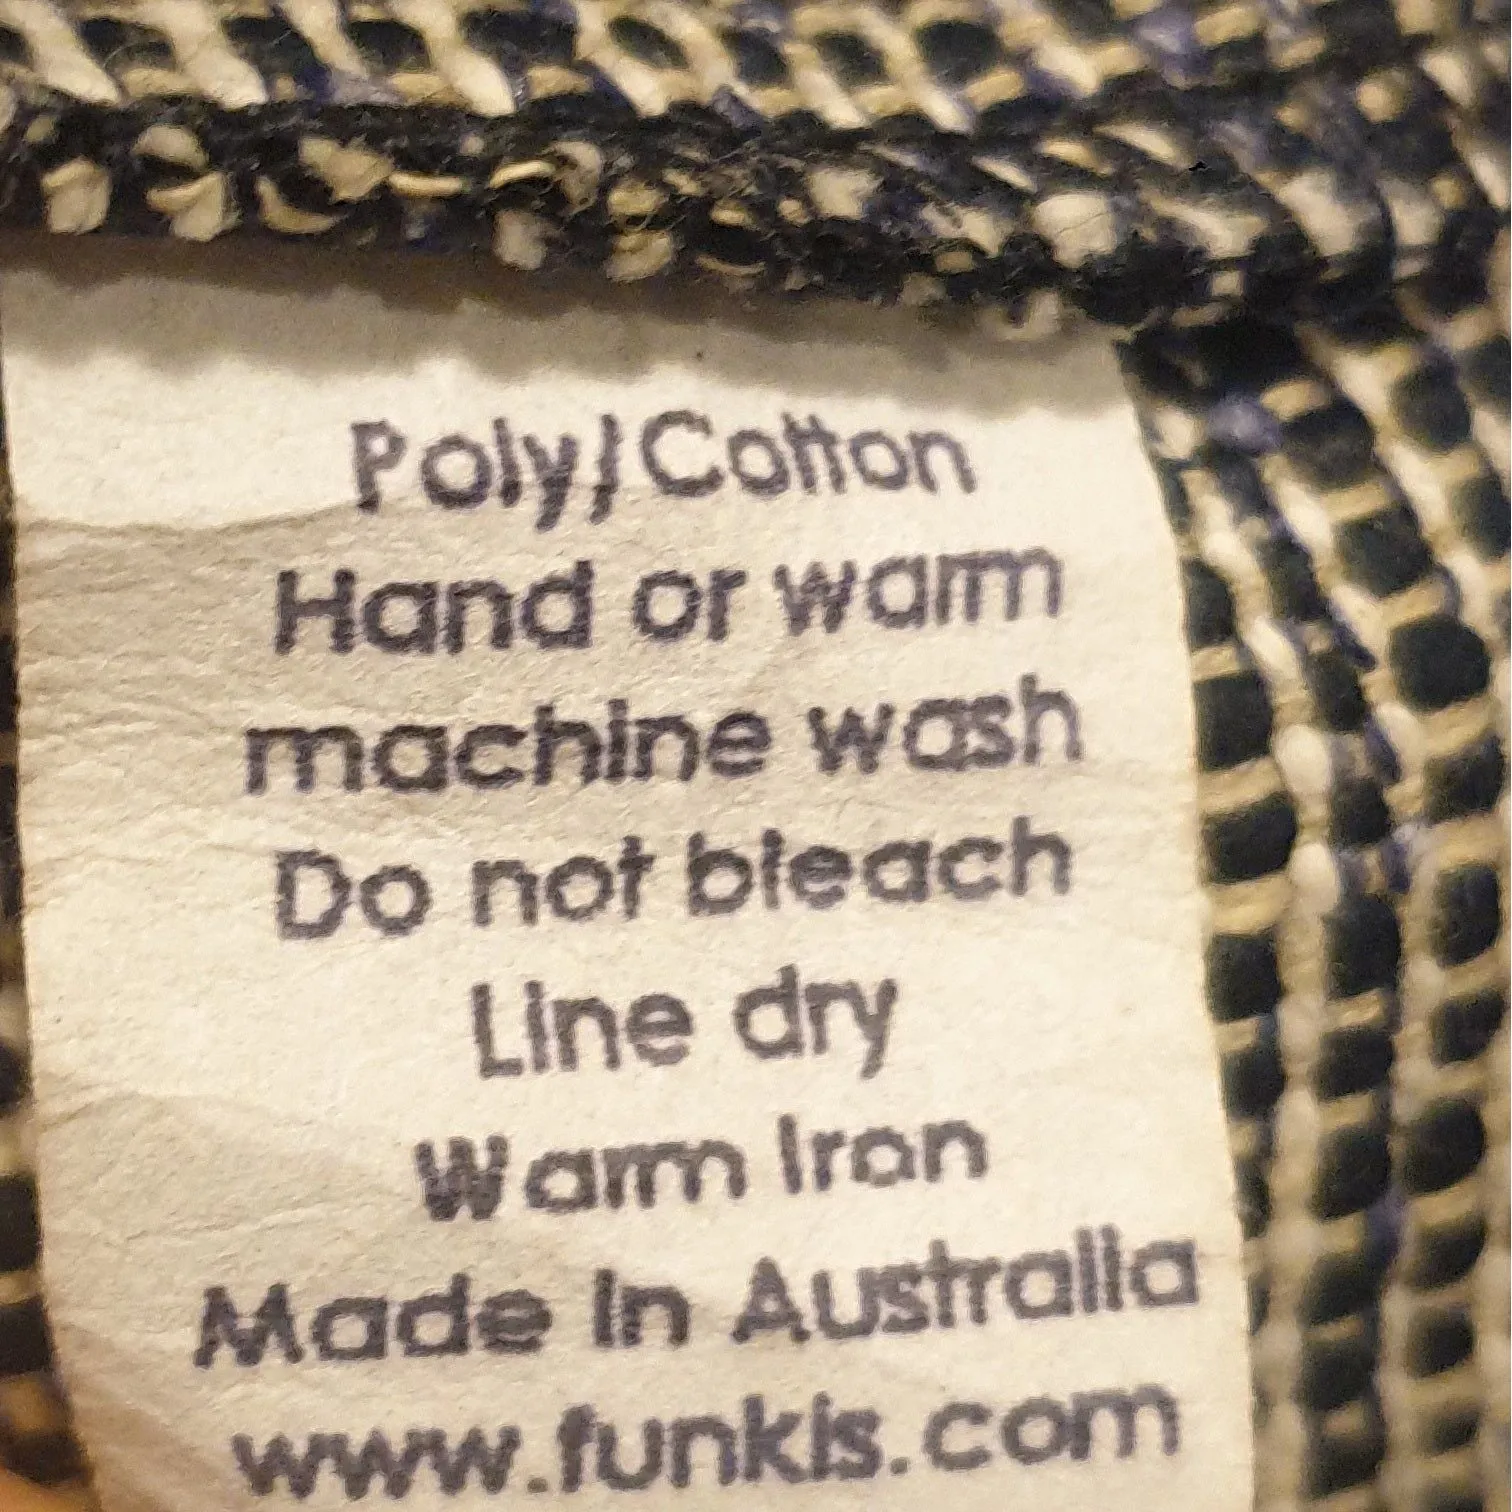 Poly/Cotton
Hand or warm
machine wash
Do not bleach
Line dry
Warm Iron
Made In Australia
www.funkis.com